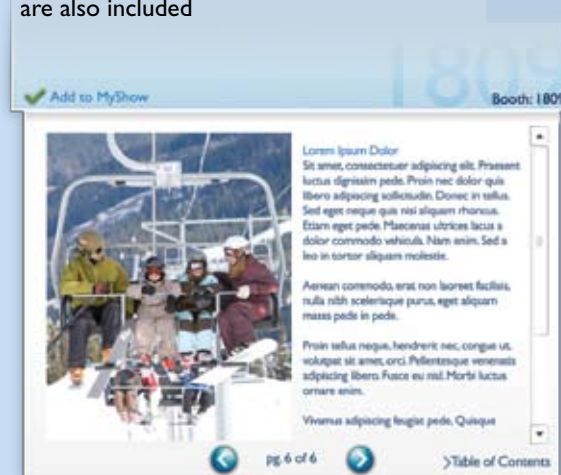 are also included
1809
Add to MyShow
Booth: 1809
Lorem Ipsum Dolor
Sit amet, consectetuer adipiscing elit. Praesent
luctus dignissim pede. Proin nec dolor quis
libero adipiscing sollicitudin. Donec in tellus.
Sed eget neque quis nisi aliquam rhoncus.
Etiam eget pede. Maecenas ultrices lacus a
dolor commodo vehicula. Nam enim. Sed a
leo in tortor aliquam molestie.
Aenean commodo, erat non laoreet facilisis,
nulla nibh scelerisque purus, eget aliquam
massa pede in pede.
Proin tellus neque, hendrerit nec, congue ut,
volutpat sit amet, orci. Pellentesque venenatis
adipiscing libero. Fusce eu nisl. Morbi luctus
ornare enim.
Vivamus adipiscing feugiat pede. Quisque
pg. 6 of 6
>Table of Contents